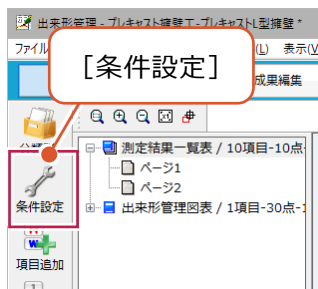 出来形管理 - プレキャスト擁壁工-プレキャストL型擁壁 *
ファイル
(L) 表示(V
［条件設定］
成果編集
測定結果一覧表 / 10項目-10点-
ページ1
ページ2
条件設定
出来形管理図表 / 1項目-30点-1
項目追加